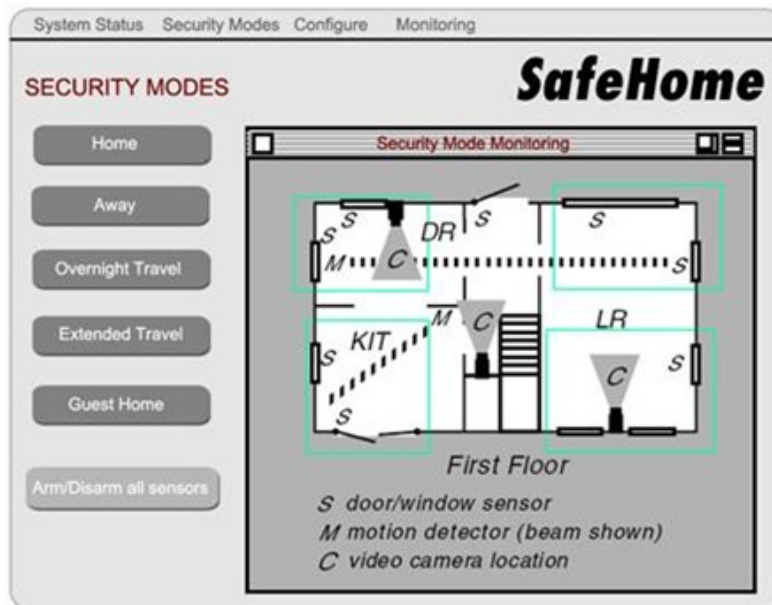 System Status Security Modes Configure Monitoring
SECURITY MODES
SafeHome
Home
Away
Overnight Travel
Extended Travel
Guest Home
Arm/Disarm all sensors
Security Mode Monitoring
S S DR S S
M C S
KIT M C LR
S C S
S
First Floor
S door/window sensor
M motion detector (beam shown)
C video camera location